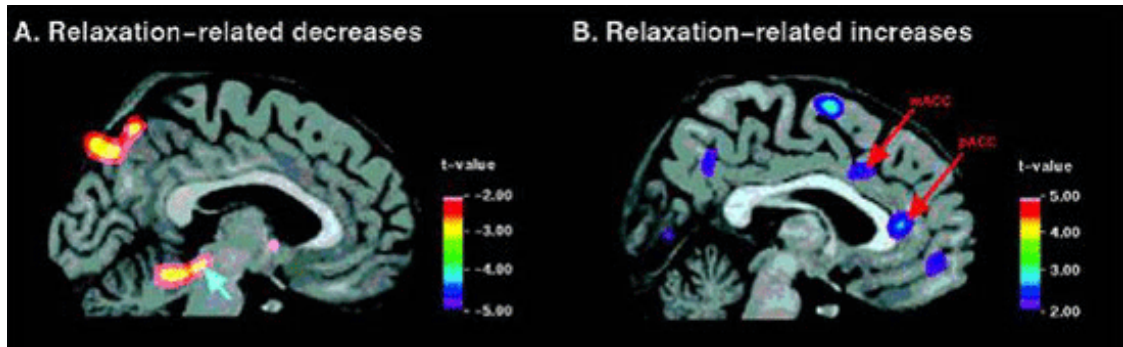 A. Relaxation-related decreases
B. Relaxation-related increases
mACC
pACC
t-value
-2.00
-3.00
-4.00
-5.00
t-value
5.00
4.00
3.00
2.00